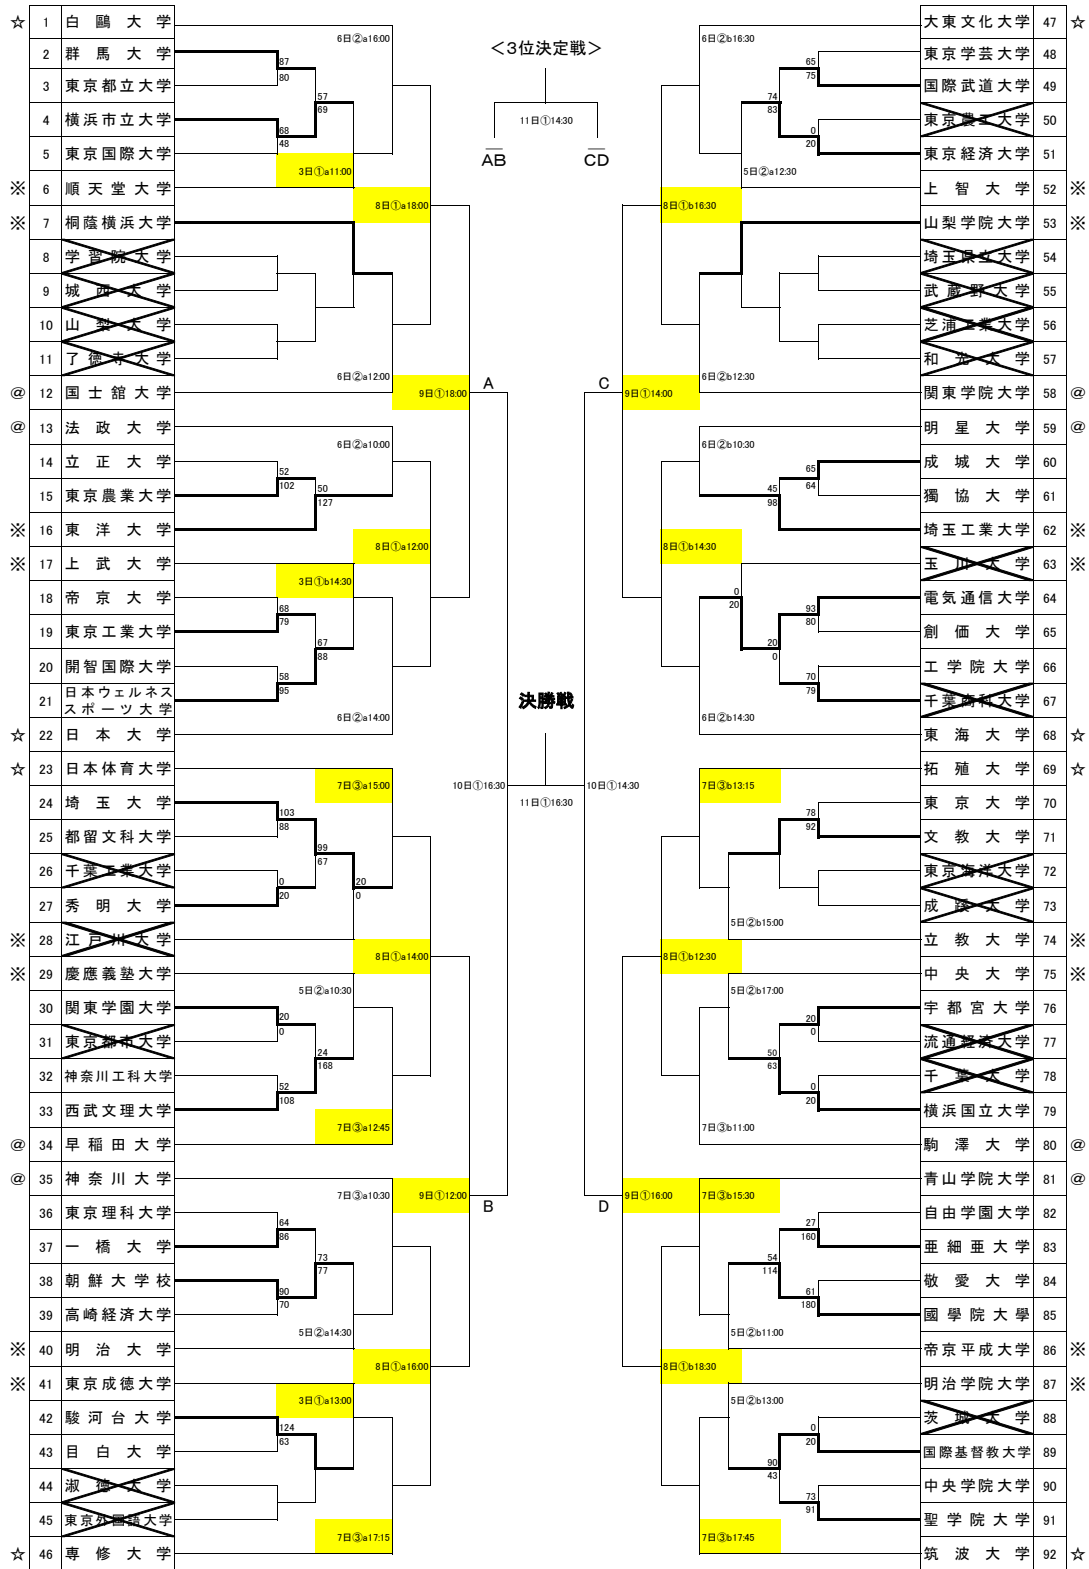 ☆ 1 白鷗大学
2 群馬大学
3 東京都立大学
4 横浜市立大学
5 東京国際大学
※ 6 順天堂大学
※ 7 桐蔭横浜大学
8 学習院大学
9 城西大学
10 山梨大学
11 了德寺大学
@ 12 国士舘大学
@ 13 法政大学
14 立正大学
15 東京農業大学
※ 16 東洋大学
※ 17 上武大学
18 帝京大学
19 東京工業大学
20 開智国際大学
21 日本ウェルネス
スポーツ大学
☆ 22 日本大学
☆ 23 日本体育大学
24 埼玉大学
25 都留文科大学
26 千葉工業大学
27 秀明大学
※ 28 江戸川大学
※ 29 慶應義塾大学
30 関東学園大学
31 東京都市大学
32 神奈川工科大学
33 西武文理大学
@ 34 早稲田大学
@ 35 神奈川大学
36 東京理科大学
37 一橋大学
38 朝鮮大学校
39 高崎経済大学
※ 40 明治大学
※ 41 東京成徳大学
42 駿河台大学
43 目白大学
44 淑徳大学
45 東京外国語大学
☆ 46 専修大学
6日②a16:00
87
80
57
69
68
48
3日①a11:00
8日①a18:00
6日②a12:00
9日①18:00
A
6日②a10:00
52
102
50
127
8日①a12:00
3日①b14:30
68
79
67
88
58
95
6日②a14:00
7日③a15:00
103
88
99
67
0
20
20
0
8日①a14:00
5日②a10:30
20
0
24
168
52
108
7日③a12:45
7日③a10:30
9日①12:00
B
64
86
73
77
90
70
5日②a14:30
8日①a16:00
3日①a13:00
124
63
7日③a17:15
<3位決定戦>
11日①14:30
AB
CD
決勝戦
10日①16:30
11日①16:30
10日①14:30
6日②b16:30
65
75
74
83
0
20
5日②a12:30
8日①b16:30
6日②b12:30
C
9日①14:00
6日②b10:30
65
64
45
98
8日①b14:30
0
20
93
80
20
0
70
79
6日②b14:30
7日③b13:15
78
92
5日②b15:00
8日①b12:30
5日②b17:00
20
0
50
63
0
20
7日③b11:00
D
9日①16:00
7日③b15:30
27
160
54
114
61
180
5日②b11:00
8日①b18:30
5日②b13:00
0
20
90
43
73
91
7日③b17:45
大東文化大学 47 ☆
東京学芸大学 48
国際武道大学 49
東京農工大学 50
東京経済大学 51
上智大学 52 ※
山梨学院大学 53 ※
埼玉県立大学 54
武蔵野大学 55
芝浦工業大学 56
和光大学 57
関東学院大学 58 @
明星大学 59 @
成城大学 60
獨協大学 61
埼玉工業大学 62 ※
玉川大学 63 ※
電気通信大学 64
創価大学 65
工学院大学 66
千葉商科大学 67
東海大学 68 ☆
拓殖大学 69 ☆
東京大学 70
文教大学 71
東京海洋大学 72
成蹊大学 73
立教大学 74 ※
中央大学 75 ※
宇都宮大学 76
流通経済大学 77
千葉大学 78
横浜国立大学 79
駒澤大学 80 @
青山学院大学 81 @
自由学園大学 82
亜細亜大学 83
敬愛大学 84
國學院大學 85
帝京平成大学 86 ※
明治学院大学 87 ※
茨城大学 88
国際基督教大学 89
中央学院大学 90
聖学院大学 91
筑波大学 92 ☆